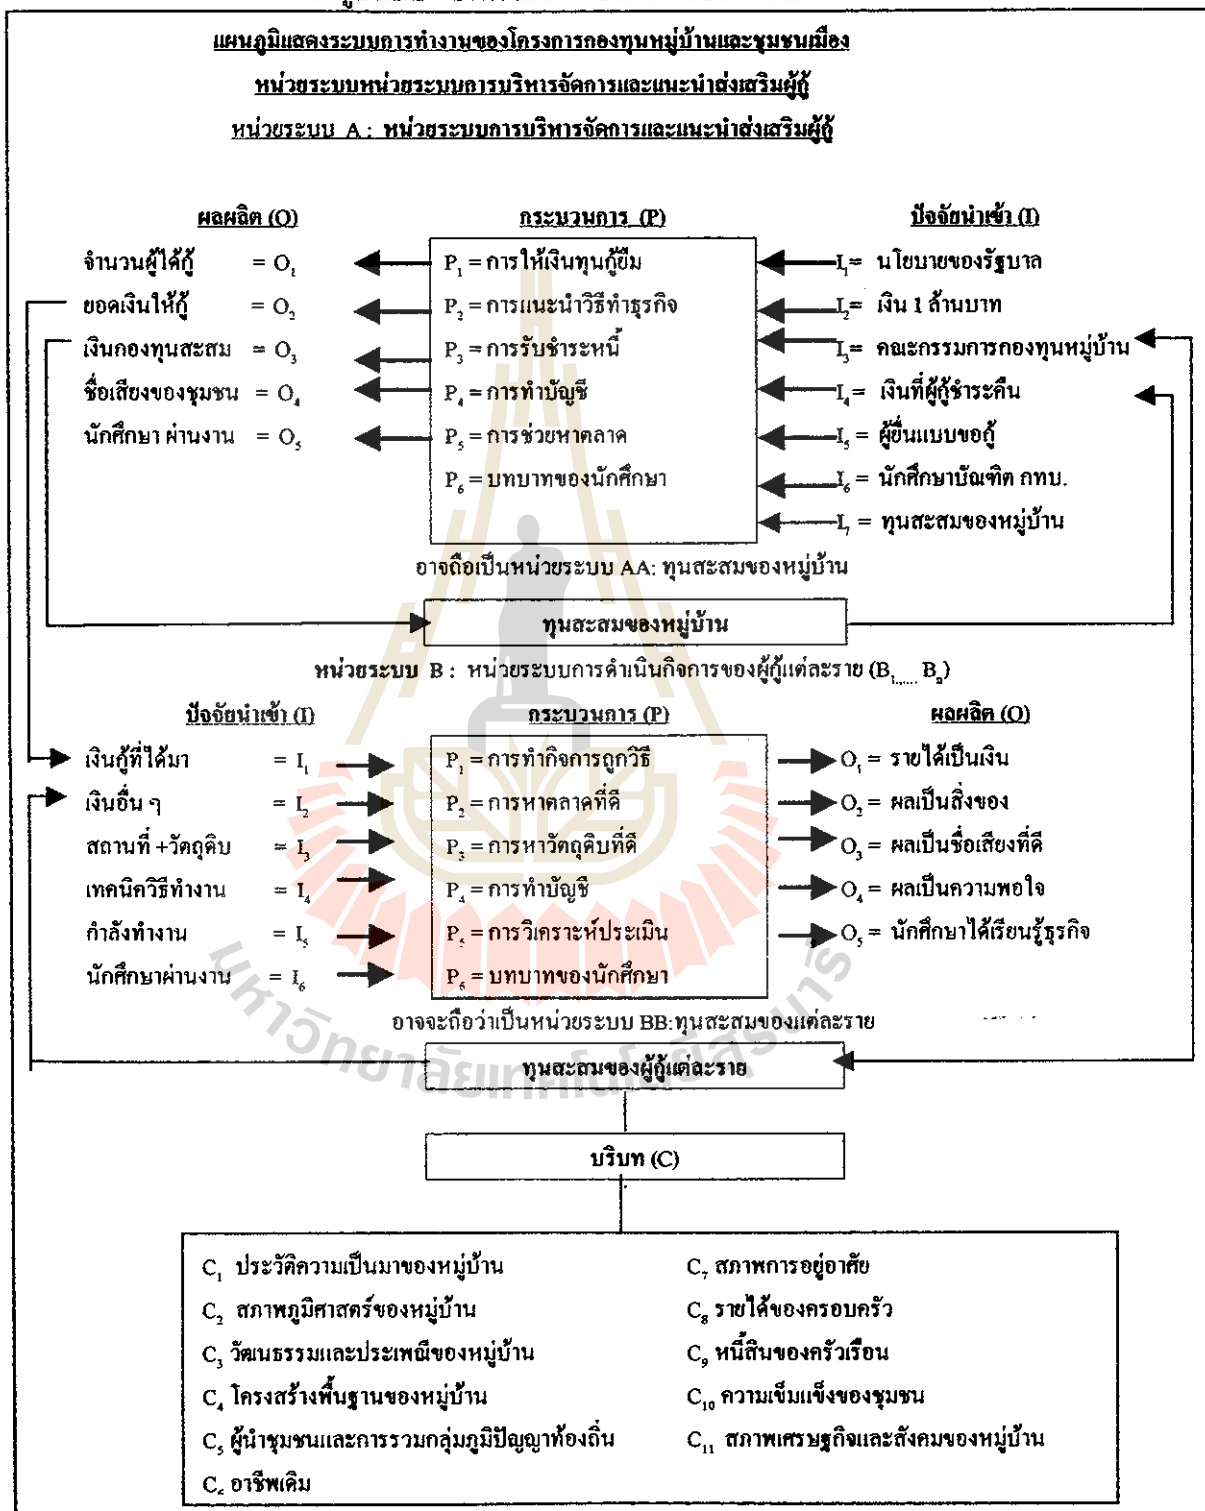 แผนภูมิแสดงระบบการทำงานของโครงการกองทุนหมู่บ้านและชุมชนเมือง
หน่วยระบบหน่วยระบบการบริหารจัดการและแนะนำส่งเสริมผู้กู้
หน่วยระบบ A : หน่วยระบบการบริหารจัดการและแนะนำส่งเสริมผู้กู้
ผลผลิต (O) กระบวนการ (P) ปัจจัยนำเข้า (I)
จำนวนผู้ได้กู้ = O₁ P₁ = การให้เงินทุนกู้ยืม I₁= นโยบายของรัฐบาล
ยอดเงินให้กู้ = O₂ P₂ = การแนะนำวิธีทำธุรกิจ I₂= เงิน 1 ล้านบาท
เงินกองทุนสะสม = O₃ P₃ = การรับชำระหนี้ I₃= คณะกรรมการกองทุนหมู่บ้าน
ชื่อเสียงของชุมชน = O₄ P₄ = การทำบัญชี I₄= เงินที่ผู้กู้ชำระคืน
นักศึกษา ผ่านงาน = O₅ P₅ = การช่วยหาตลาด I₅= ผู้ยื่นแบบขอกู้
P₆ = บทบาทของนักศึกษา I₆ = นักศึกษาบัณฑิต กทบ.
I₇ = ทุนสะสมของหมู่บ้าน
อาจถือเป็นหน่วยระบบ AA: ทุนสะสมของหมู่บ้าน
ทุนสะสมของหมู่บ้าน
หน่วยระบบ B : หน่วยระบบการดำเนินกิจการของผู้กู้แต่ละราย (B₁,..... Bₙ)
ปัจจัยนำเข้า (I) กระบวนการ (P) ผลผลิต (O)
เงินกู้ที่ได้มา = I₁ P₁ = การทำกิจการถูกวิธี O₁ = รายได้เป็นเงิน
เงินอื่น ๆ = I₂ P₂ = การหาตลาดที่ดี O₂ = ผลเป็นสิ่งของ
สถานที่ +วัตถุดิบ = I₃ P₃ = การหาวัตถุดิบที่ดี O₃ = ผลเป็นชื่อเสียงที่ดี
เทคนิควิธีทำงาน = I₄ P₄ = การทำบัญชี O₄ = ผลเป็นความพอใจ
กำลังทำงาน = I₅ P₅ = การวิเคราะห์ประเมิน O₅ = นักศึกษาได้เรียนรู้ธุรกิจ
นักศึกษาผ่านงาน = I₆ P₆ = บทบาทของนักศึกษา
อาจจะถือว่าเป็นหน่วยระบบ BB:ทุนสะสมของแต่ละราย
มหาวิทยาลัยเทคโนโลยีสุรนารี
ทุนสะสมของผู้กู้แต่ละราย
บริบท (C)
C₁ ประวัติความเป็นมาของหมู่บ้าน C₇ สภาพการอยู่อาศัย
C₂ สภาพภูมิศาสตร์ของหมู่บ้าน C₈ รายได้ของครอบครัว
C₃ วัฒนธรรมและประเพณีของหมู่บ้าน C₉ หนี้สินของครัวเรือน
C₄ โครงสร้างพื้นฐานของหมู่บ้าน C₁₀ ความเข็มแข็งของชุมชน
C₅ ผู้นำชุมชนและการรวมกลุ่มภูมิปัญญาท้องถิ่น C₁₁ สภาพเศรษฐกิจและสังคมของหมู่บ้าน
C₆ อาชีพเดิม